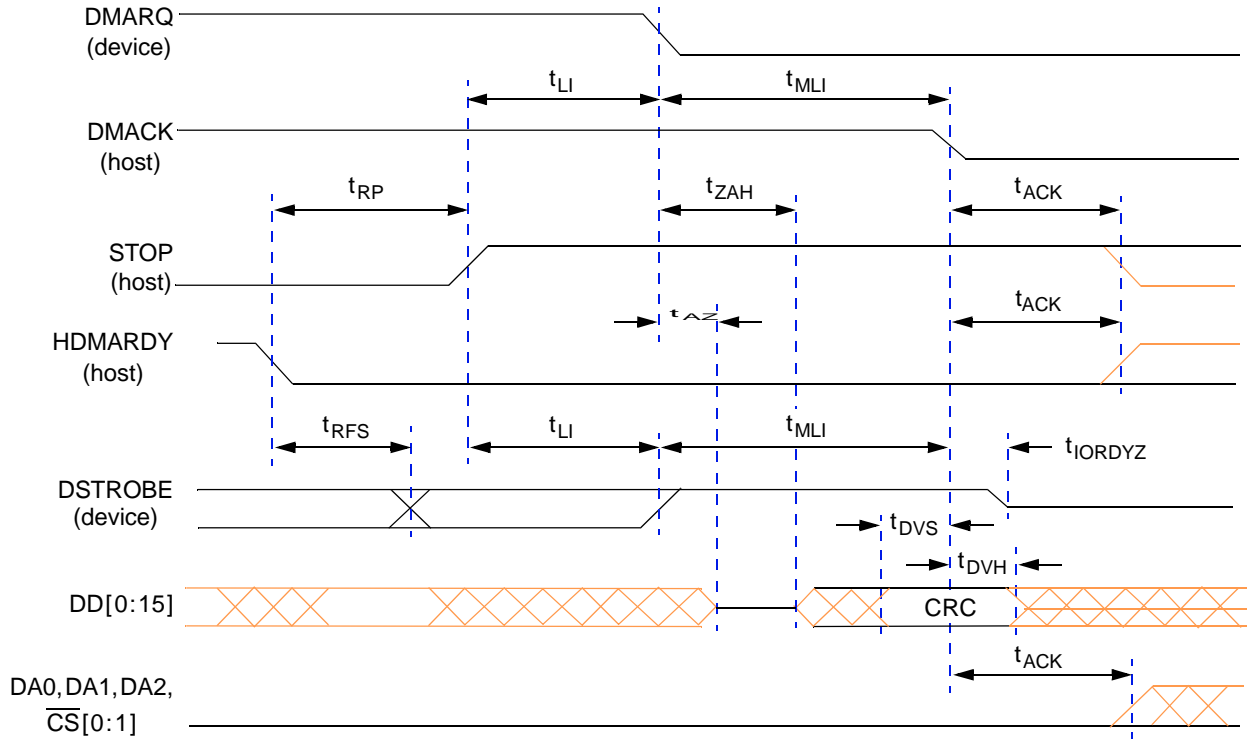 DMARQ
(device)
tLI
tMLI
DMACK
(host)
tRP
tZAH
tACK
STOP
(host)
tAZ
tACK
HDMARDY
(host)
tRFS
tLI
tMLI
tIORDYZ
DSTROBE
(device)
tDVS
tDVH
DD[0:15]
CRC
tACK
DA0,DA1,DA2,
CS[0:1]